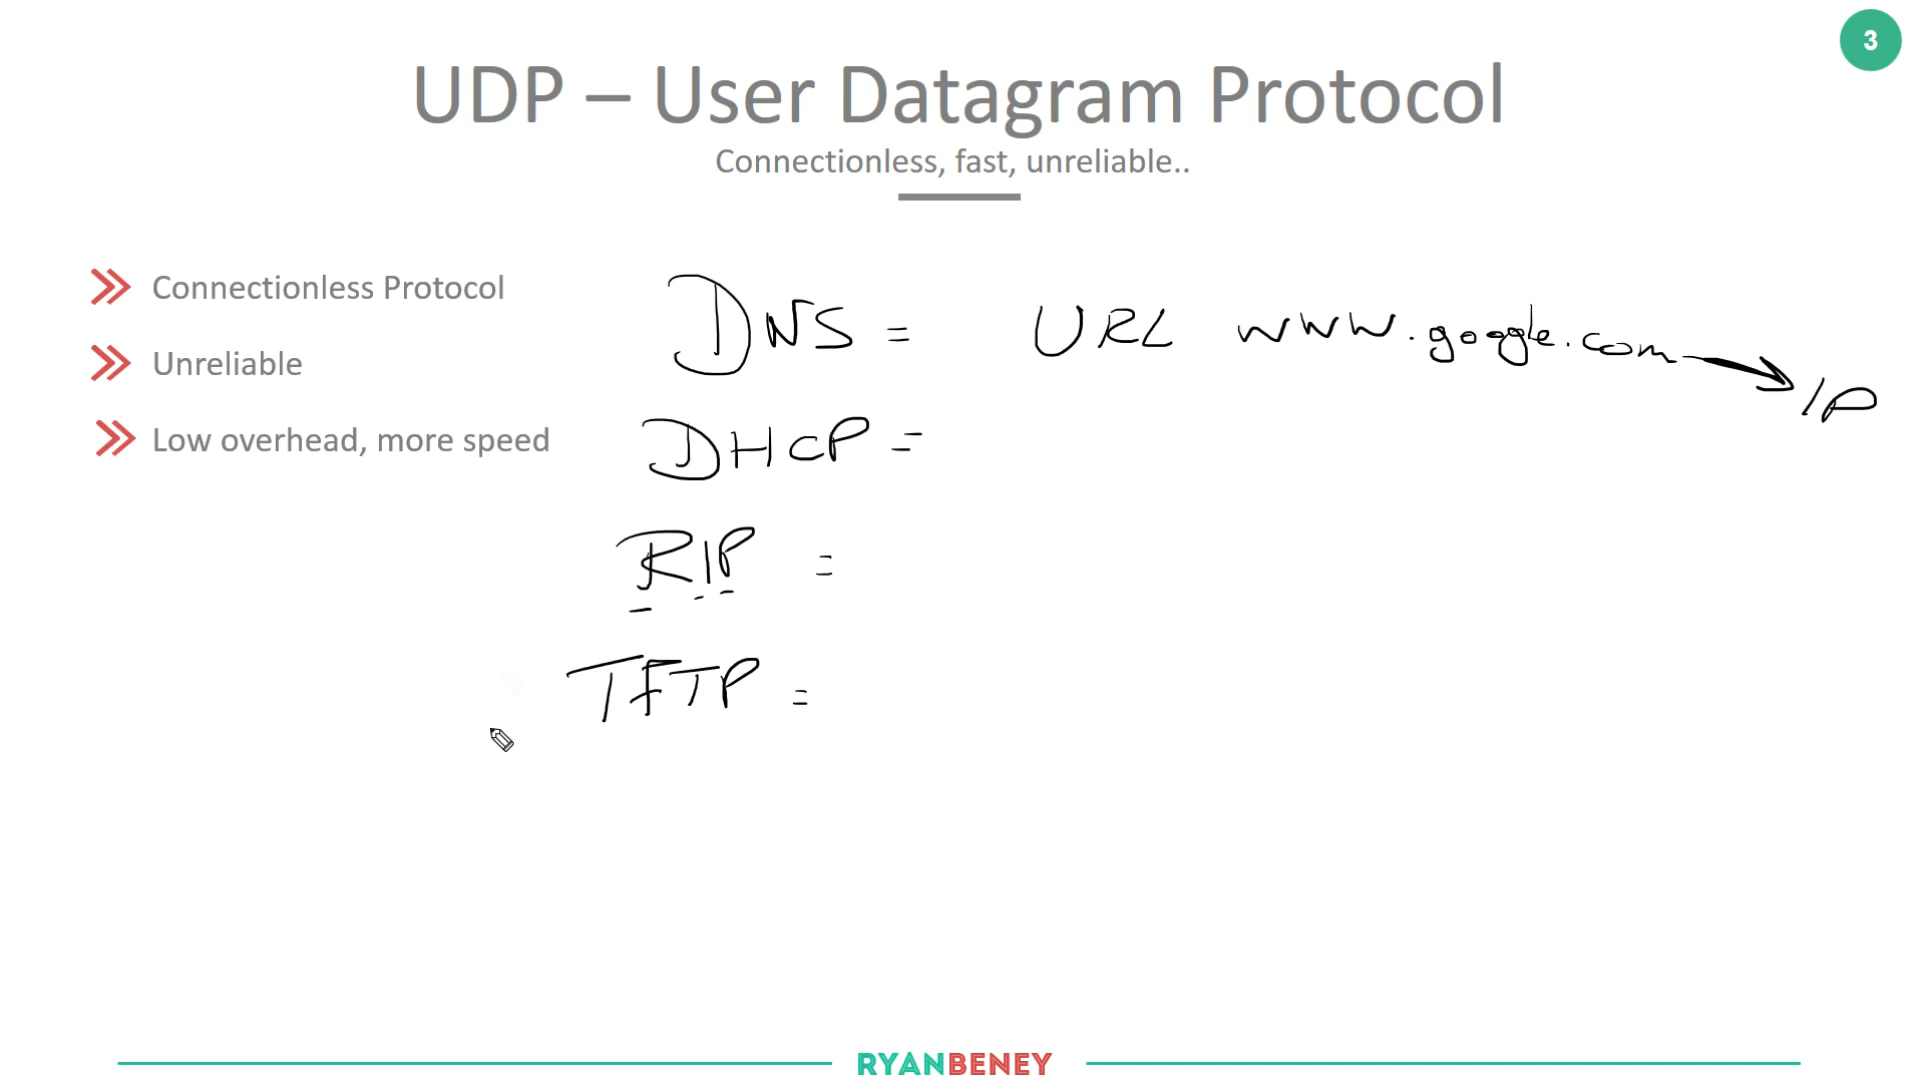 3
UDP – User Datagram Protocol
Connectionless, fast, unreliable..
Connectionless Protocol
Unreliable
Low overhead, more speed
DNS = URL www.google.com IP
DHCP =
RIP =
TFTP =
RYANBENEY